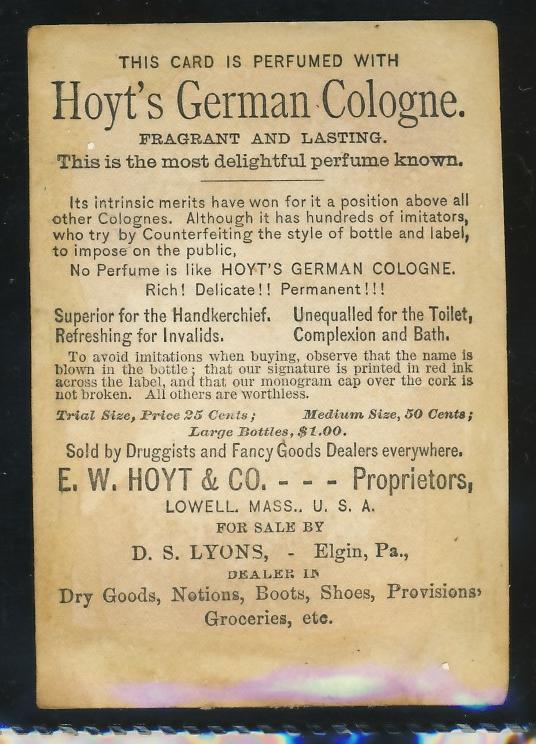 THIS CARD IS PERFUMED WITH
Hoyt's German Cologne.
FRAGRANT AND LASTING.
This is the most delightful perfume known.
Its intrinsic merits have won for it a position above all
other Colognes. Although it has hundreds of imitators,
who try by Counterfeiting the style of bottle and label,
to impose on the public,
No Perfume is like HOYT'S GERMAN COLOGNE.
Rich! Delicate!! Permanent!!!
Superior for the Handkerchief. Unequalled for the Toilet,
Refreshing for Invalids. Complexion and Bath.
To avoid imitations when buying, observe that the name is
blown in the bottle; that our signature is printed in red ink
across the label, and that our monogram cap over the cork is
not broken. All others are worthless.
Trial Size, Price 25 Cents; Medium Size, 50 Cents;
Large Bottles, $1.00.
Sold by Druggists and Fancy Goods Dealers everywhere.
E. W. HOYT & CO. - - - Proprietors,
LOWELL. MASS.. U. S. A.
FOR SALE BY
D. S. LYONS, - Elgin, Pa.,
DEALER IN
Dry Goods, Notions, Boots, Shoes, Provisions,
Groceries, etc.